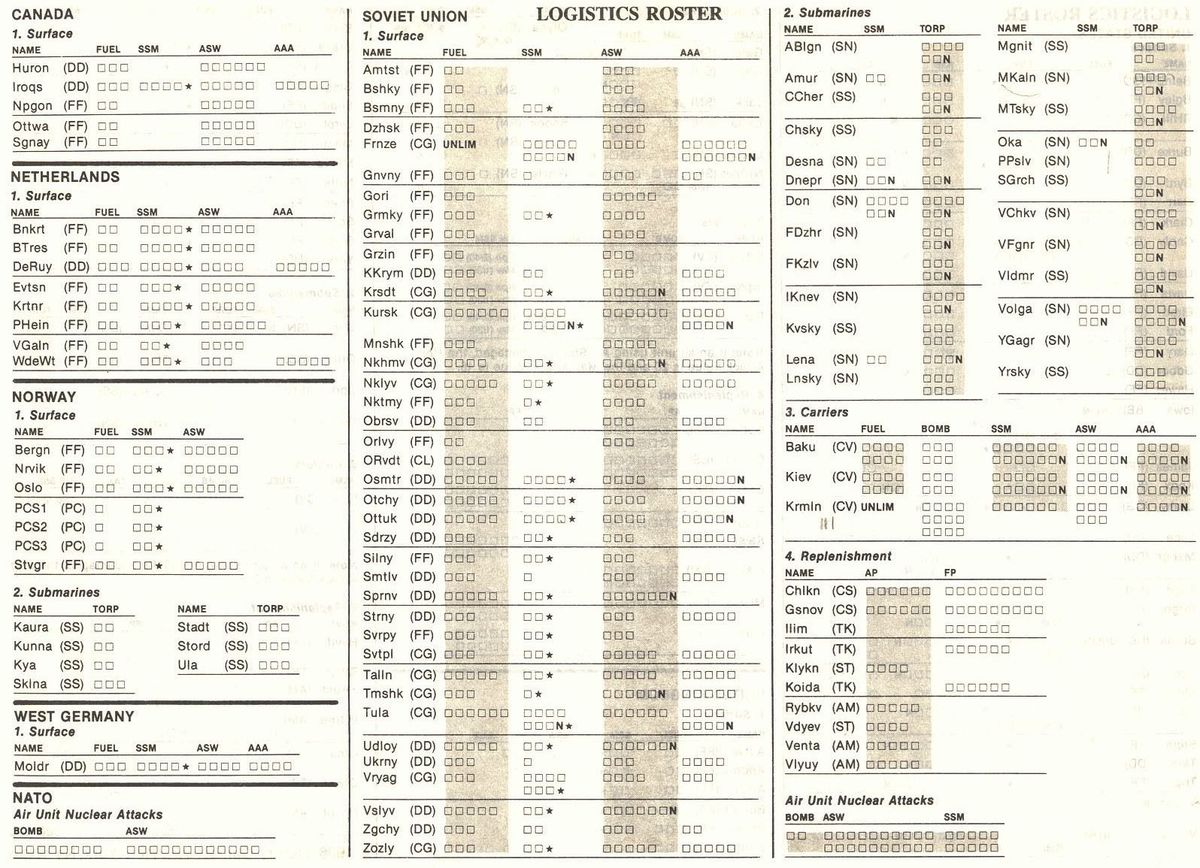 CANADA
1. Surface
NAME FUEL SSM ASW AAA
Huron (DD)
Iroqs (DD) ★
Npgon (FF)
Ottwa (FF)
Sgnay (FF)
NETHERLANDS
1. Surface
NAME FUEL SSM ASW AAA
Bnkrt (FF) ★
BTres (FF) ★
DeRuy (DD) ★
Evtsn (FF) ★
Krtnr (FF) ★
PHein (FF) ★
VGaln (FF) ★
WdeWt (FF) ★
NORWAY
1. Surface
NAME FUEL SSM ASW
Bergn (FF) ★
Nrvik (FF) ★
Oslo (FF) ★
PCS1 (PC) ★
PCS2 (PC) ★
PCS3 (PC) ★
Stvgr (FF) ★
2. Submarines
NAME TORP NAME TORP
Kaura (SS) Stadt (SS)
Kunna (SS) Stord (SS)
Kya (SS) Ula (SS)
Sklna (SS)
WEST GERMANY
1. Surface
NAME FUEL SSM ASW AAA
Moldr (DD) ★
NATO
Air Unit Nuclear Attacks
BOMB ASW
LOGISTICS ROSTER
SOVIET UNION
1. Surface
NAME FUEL SSM ASW AAA
Amtst (FF)
Bshky (FF)
Bsmny (FF) ★
Dzhsk (FF)
Frnze (CG) UNLIM
N N
Gnvny (FF)
Gori (FF)
Grmky (FF) ★
Grval (FF)
Grzin (FF)
KKrym (DD)
Krsdt (CG) ★ N
Kursk (CG)
N★ N
Mnshk (FF)
Nkhmv (CG) ★ N
Nklyv (CG) ★
Nktmy (FF) ★
Obrsv (DD)
Orlvy (FF)
ORvdt (CL)
Osmtr (DD) ★ N
Otchy (DD) ★ N
Ottuk (DD) ★ N
Sdrzy (DD) ★
Silny (FF) ★
Smtlv (DD)
Sprnv (DD) ★ N
Strny (DD) ★
Svrpy (FF) ★
Svtpl (CG) ★
Talln (CG) ★
Tmshk (CG) ★ N
Tula (CG)
N★ N
Udloy (DD) ★ N
Ukrny (DD)
Vryag (CG)
★
Vslyv (DD) ★ N
Zgchy (DD)
Zozly (CG) ★
2. Submarines
NAME SSM TORP
ABlgn (SN)
N
Amur (SN) N
CCher (SS)
Chsky (SS)
Desna (SN)
Dnepr (SN) N N
Don (SN)
N N
FDzhr (SN)
N
FKzlv (SN)
N
IKnev (SN)
N
Kvsky (SS)
Lena (SN) N
Lnsky (SN)
NAME SSM TORP
Mgnit (SS)
MKaln (SN)
N
MTsky (SN)
N
Oka (SN) N
PPslv (SN)
SGrch (SS)
N
VChkv (SN)
N
VFgnr (SN)
N
Vldmr (SS)
N
Volga (SN)
N N
YGagr (SN)
N
Yrsky (SS)
3. Carriers
NAME FUEL BOMB SSM ASW AAA
Baku (CV)
N N N
Kiev (CV)
N N N
Krmln (CV) UNLIM N
4. Replenishment
NAME AP FP
Chlkn (CS)
Gsnov (CS)
Ilim (TK)
Irkut (TK)
Klykn (ST)
Koida (TK)
Rybkv (AM)
Vdyev (ST)
Venta (AM)
Vlyuy (AM)
Air Unit Nuclear Attacks
BOMB ASW SSM